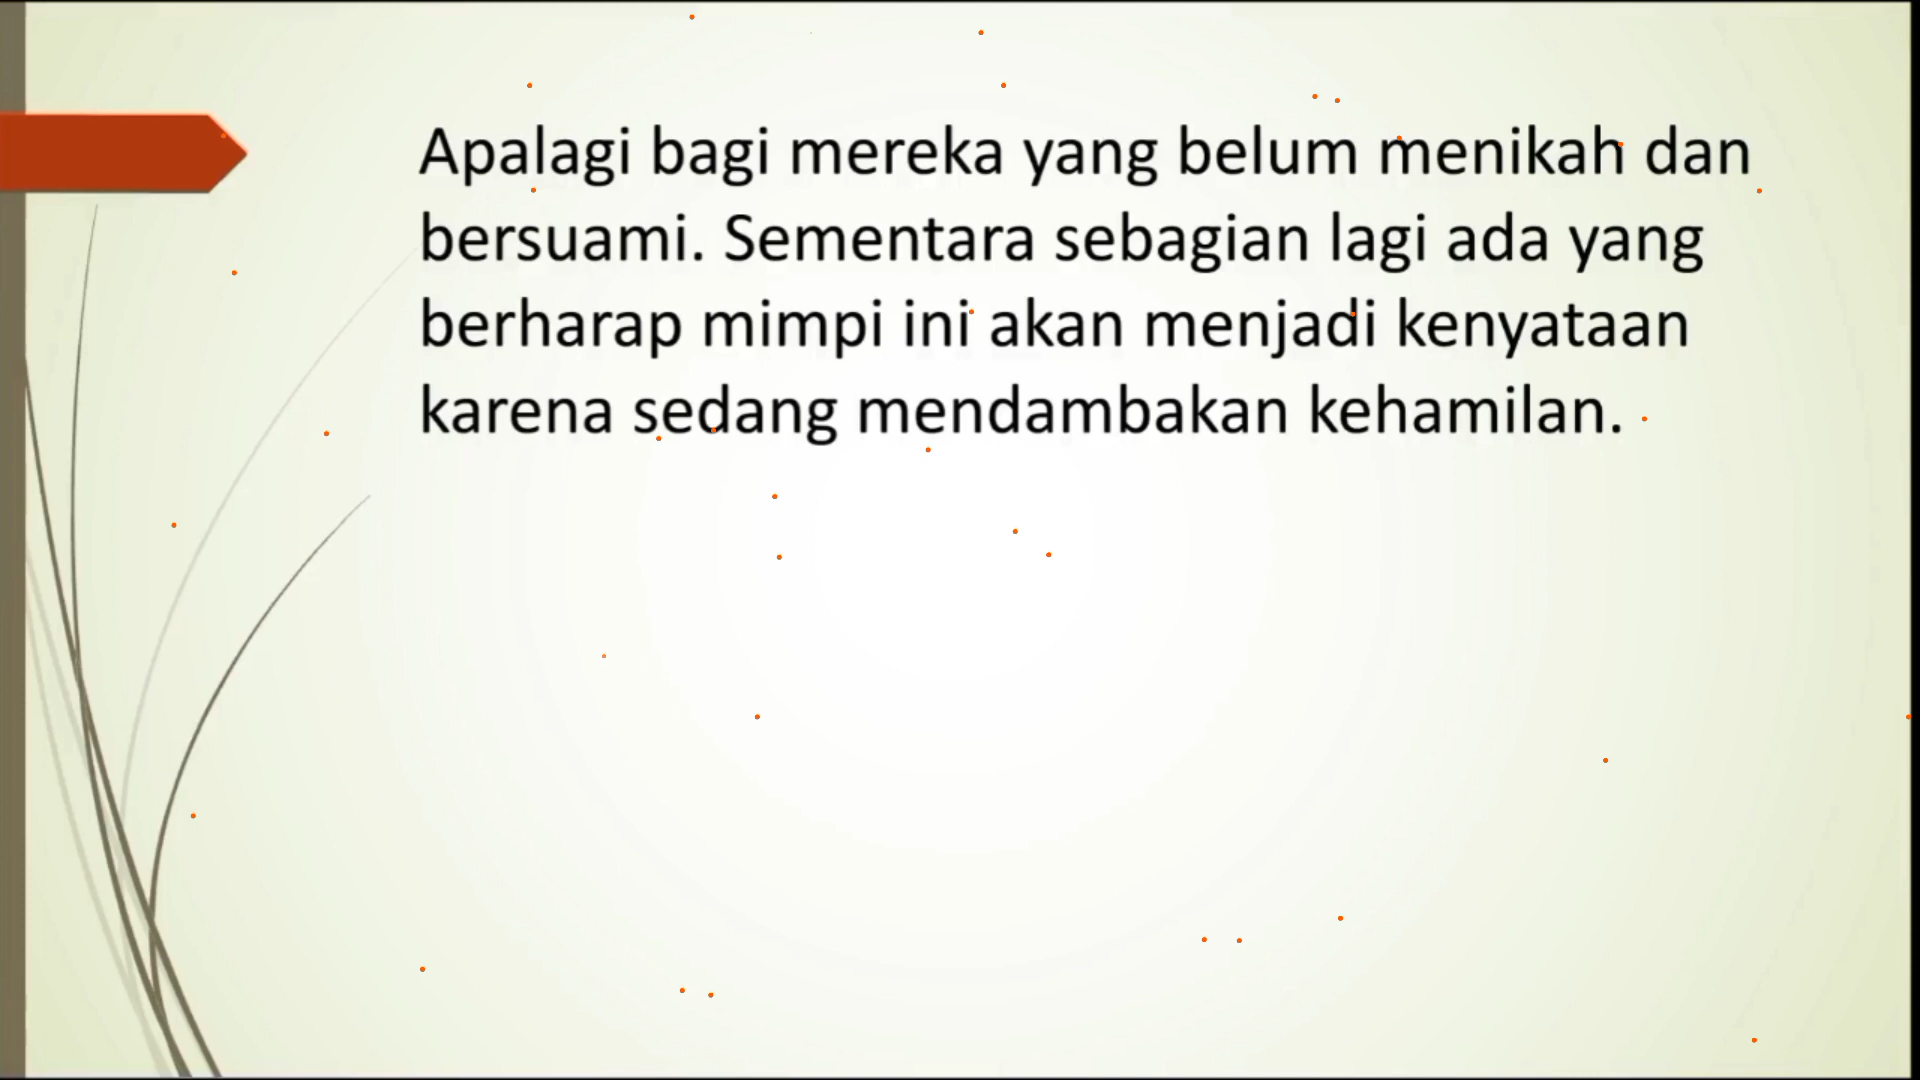 Apalagi bagi mereka yang belum menikah dan
bersuami. Sementara sebagian lagi ada yang
berharap mimpi ini akan menjadi kenyataan
karena sedang mendambakan kehamilan.